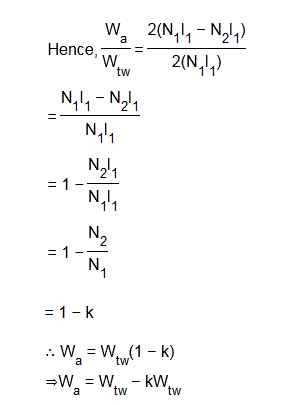 Hence, W_a/W_tw = 2(N_1I_1 − N_2I_1)/2(N_1I_1)
= (N_1I_1 − N_2I_1)/N_1I_1
= 1 − N_2I_1/N_1I_1
= 1 − N_2/N_1
= 1 − k
∴ W_a = W_tw(1 − k)
⇒W_a = W_tw − kW_tw